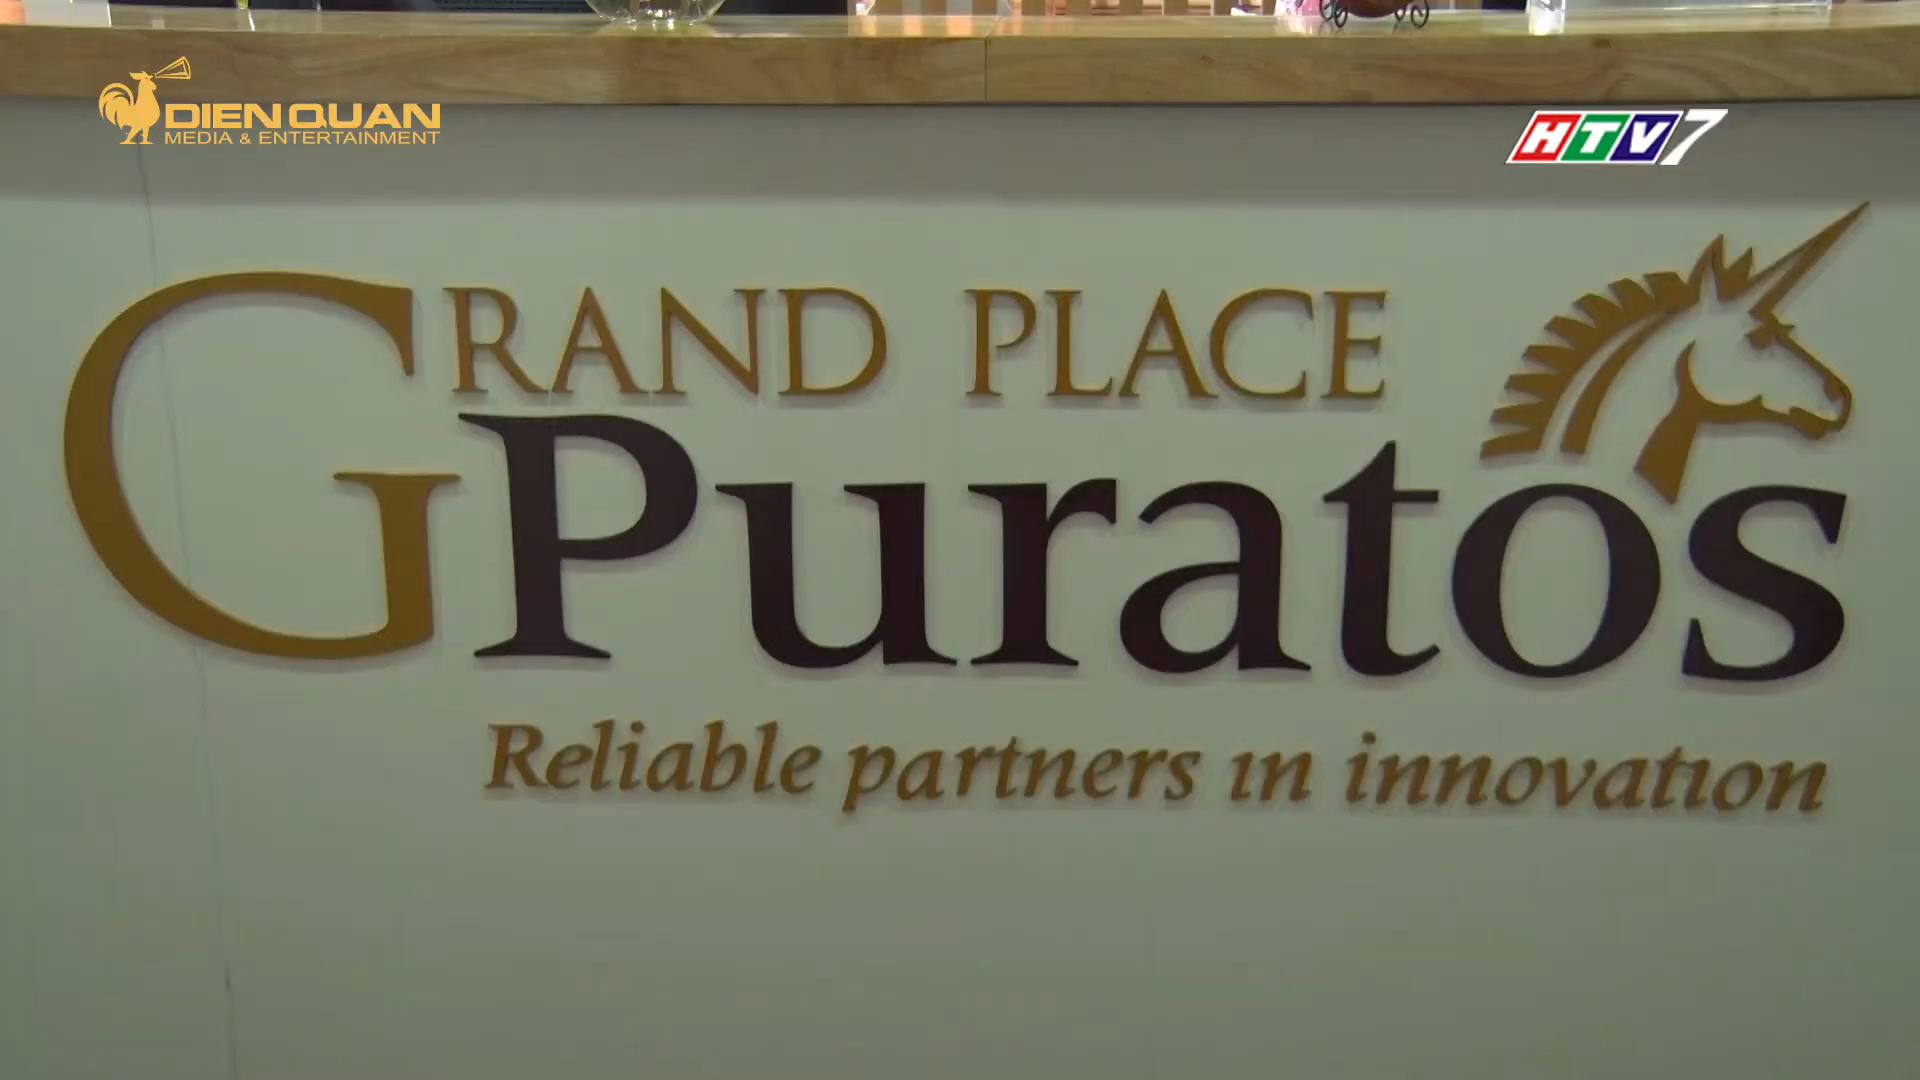 DIEN QUAN
MEDIA & ENTERTAINMENT
HTV7
GRAND PLACE
Puratos
Reliable partners in innovation